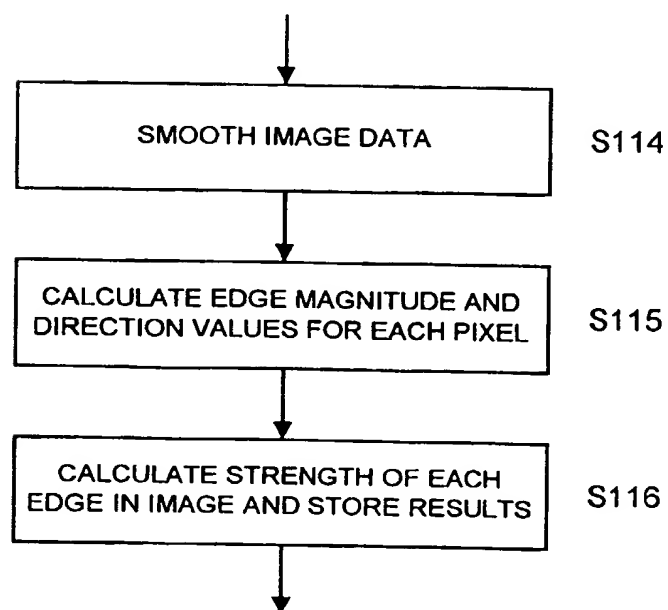 SMOOTH IMAGE DATA
S114
CALCULATE EDGE MAGNITUDE AND
DIRECTION VALUES FOR EACH PIXEL
S115
CALCULATE STRENGTH OF EACH
EDGE IN IMAGE AND STORE RESULTS
S116